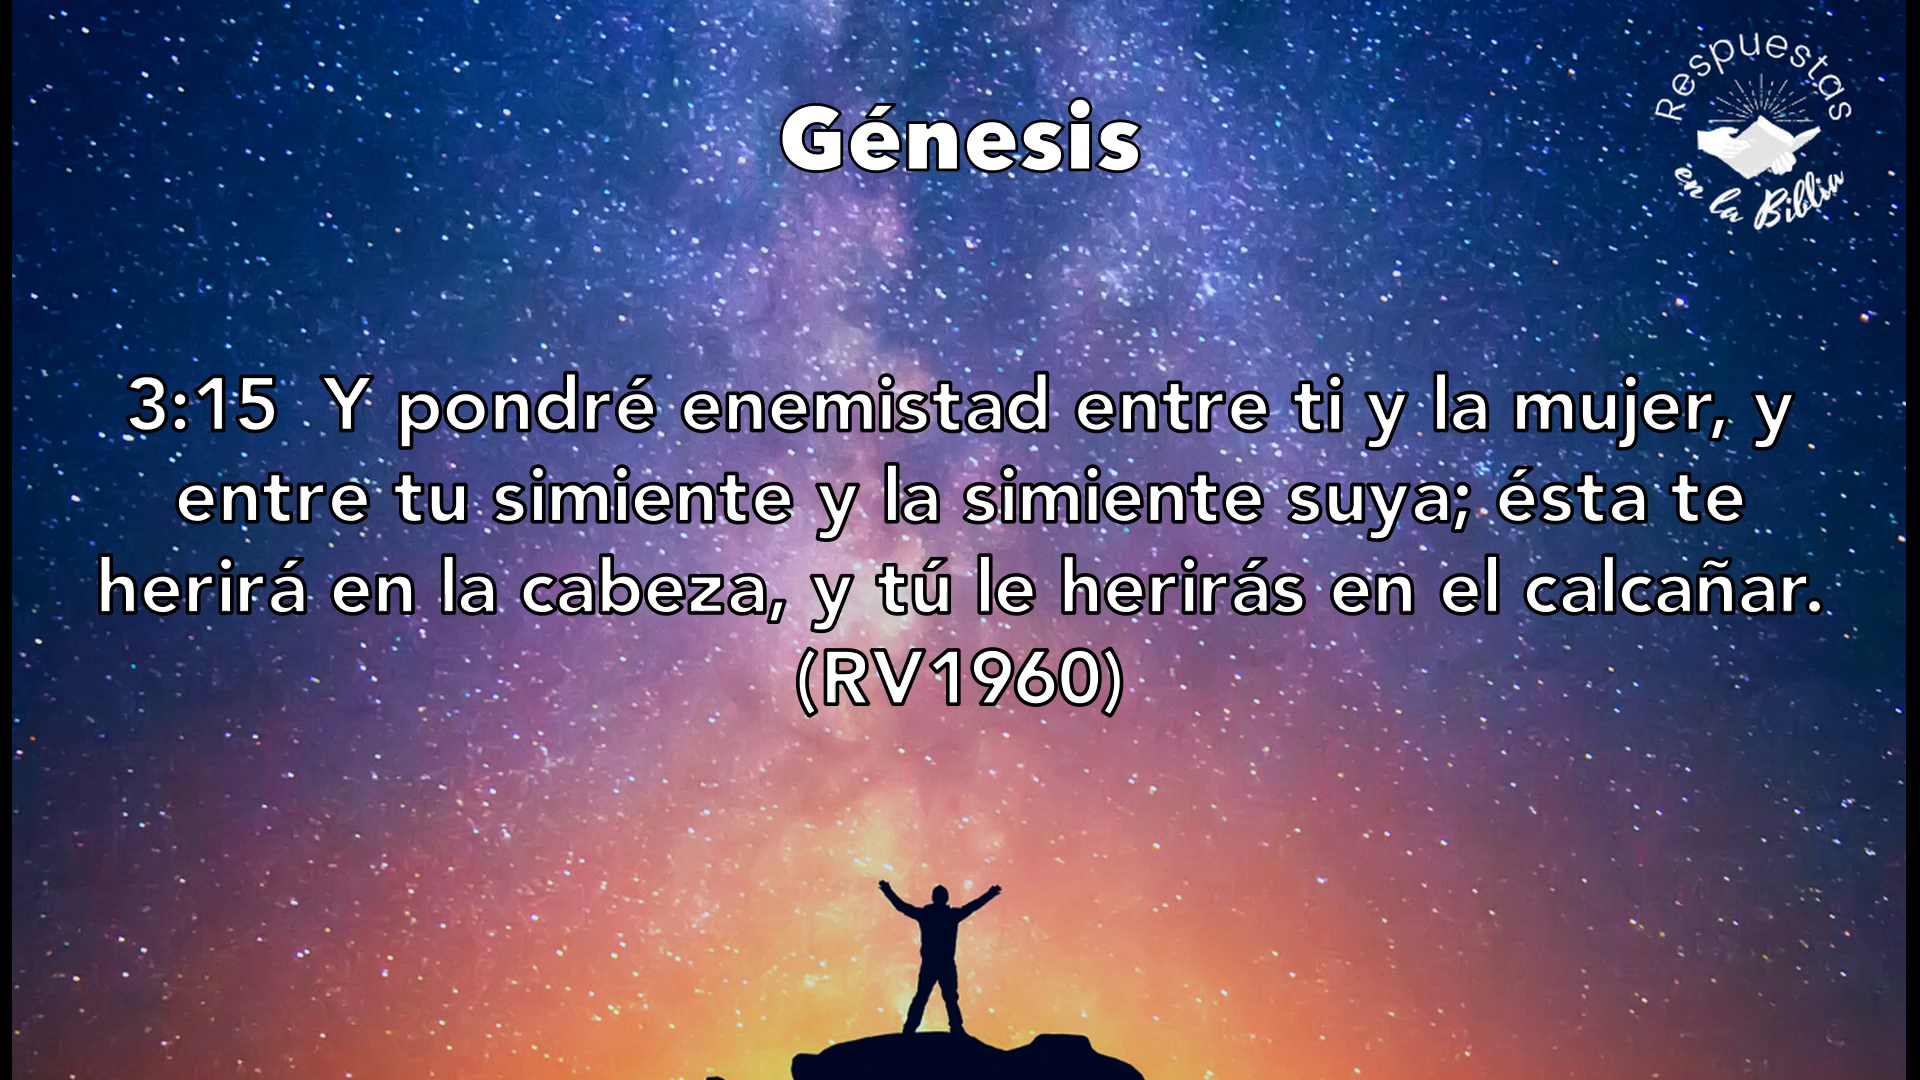 Respuestas
en la Biblia
Génesis
3:15 Y pondré enemistad entre ti y la mujer, y
entre tu simiente y la simiente suya; ésta te
herirá en la cabeza, y tú le herirás en el calcañar.
(RV1960)